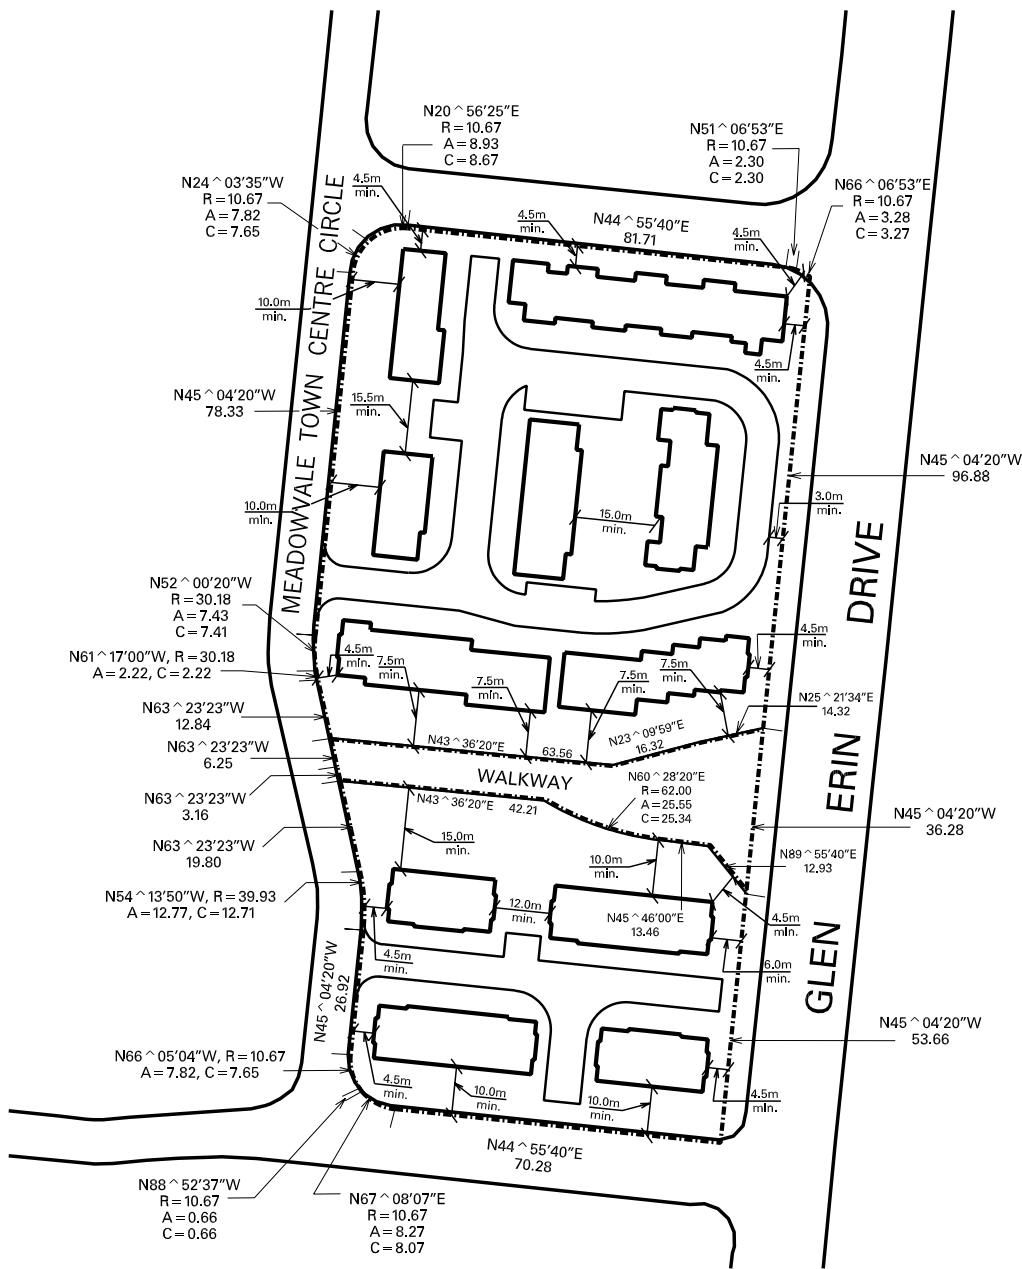 N20^56'25"E
R=10.67
A=8.93
C=8.67
N51^06'53"E
R=10.67
A=2.30
C=2.30
N24^03'35"W
R=10.67
A=7.82
C=7.65
4.5m
min.
N66^06'53"E
R=10.67
A=3.28
C=3.27
4.5m
min.
N44^55'40"E
81.71
4.5m
min.
MEADOWVALE TOWN CENTRE CIRCLE
10.0m
min.
4.5m
min.
N45^04'20"W
78.33
15.5m
min.
N45^04'20"W
96.88
10.0m
min.
15.0m
min.
3.0m
min.
N52^00'20"W
R=30.18
A=7.43
C=7.41
GLEN ERIN DRIVE
N61^17'00"W, R=30.18
A=2.22, C=2.22
4.5m
min.
7.5m
min.
7.5m
min.
7.5m
min.
7.5m
min.
4.5m
min.
N63^23'23"W
12.84
N25^21'34"E
14.32
N63^23'23"W
6.25
N43^36'20"E
63.56
N23^09'59"E
16.32
WALKWAY
N63^23'23"W
3.16
N43^36'20"E
42.21
N60^28'20"E
R=62.00
A=25.55
C=25.34
N45^04'20"W
36.28
N63^23'23"W
19.80
15.0m
min.
10.0m
min.
N89^55'40"E
12.93
N54^13'50"W, R=39.93
A=12.77, C=12.71
12.0m
min.
N45^46'00"E
13.46
4.5m
min.
4.5m
min.
6.0m
min.
N45^04'20"W
26.92
N45^04'20"W
53.66
N66^05'04"W, R=10.67
A=7.82, C=7.65
4.5m
min.
10.0m
min.
10.0m
min.
4.5m
min.
N44^55'40"E
70.28
N88^52'37"W
R=10.67
A=0.66
C=0.66
N67^08'07"E
R=10.67
A=8.27
C=8.07